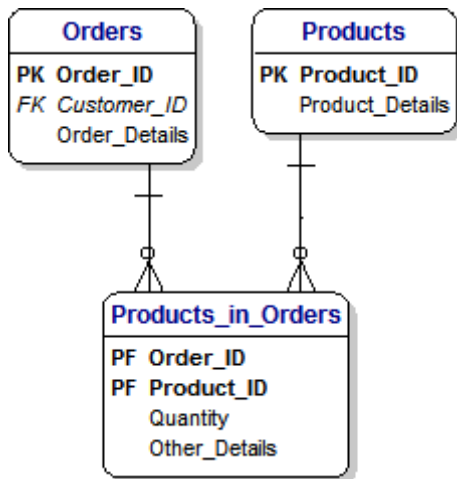 Orders
PK Order_ID
FK Customer_ID
Order_Details
Products
PK Product_ID
Product_Details
Products_in_Orders
PF Order_ID
PF Product_ID
Quantity
Other_Details